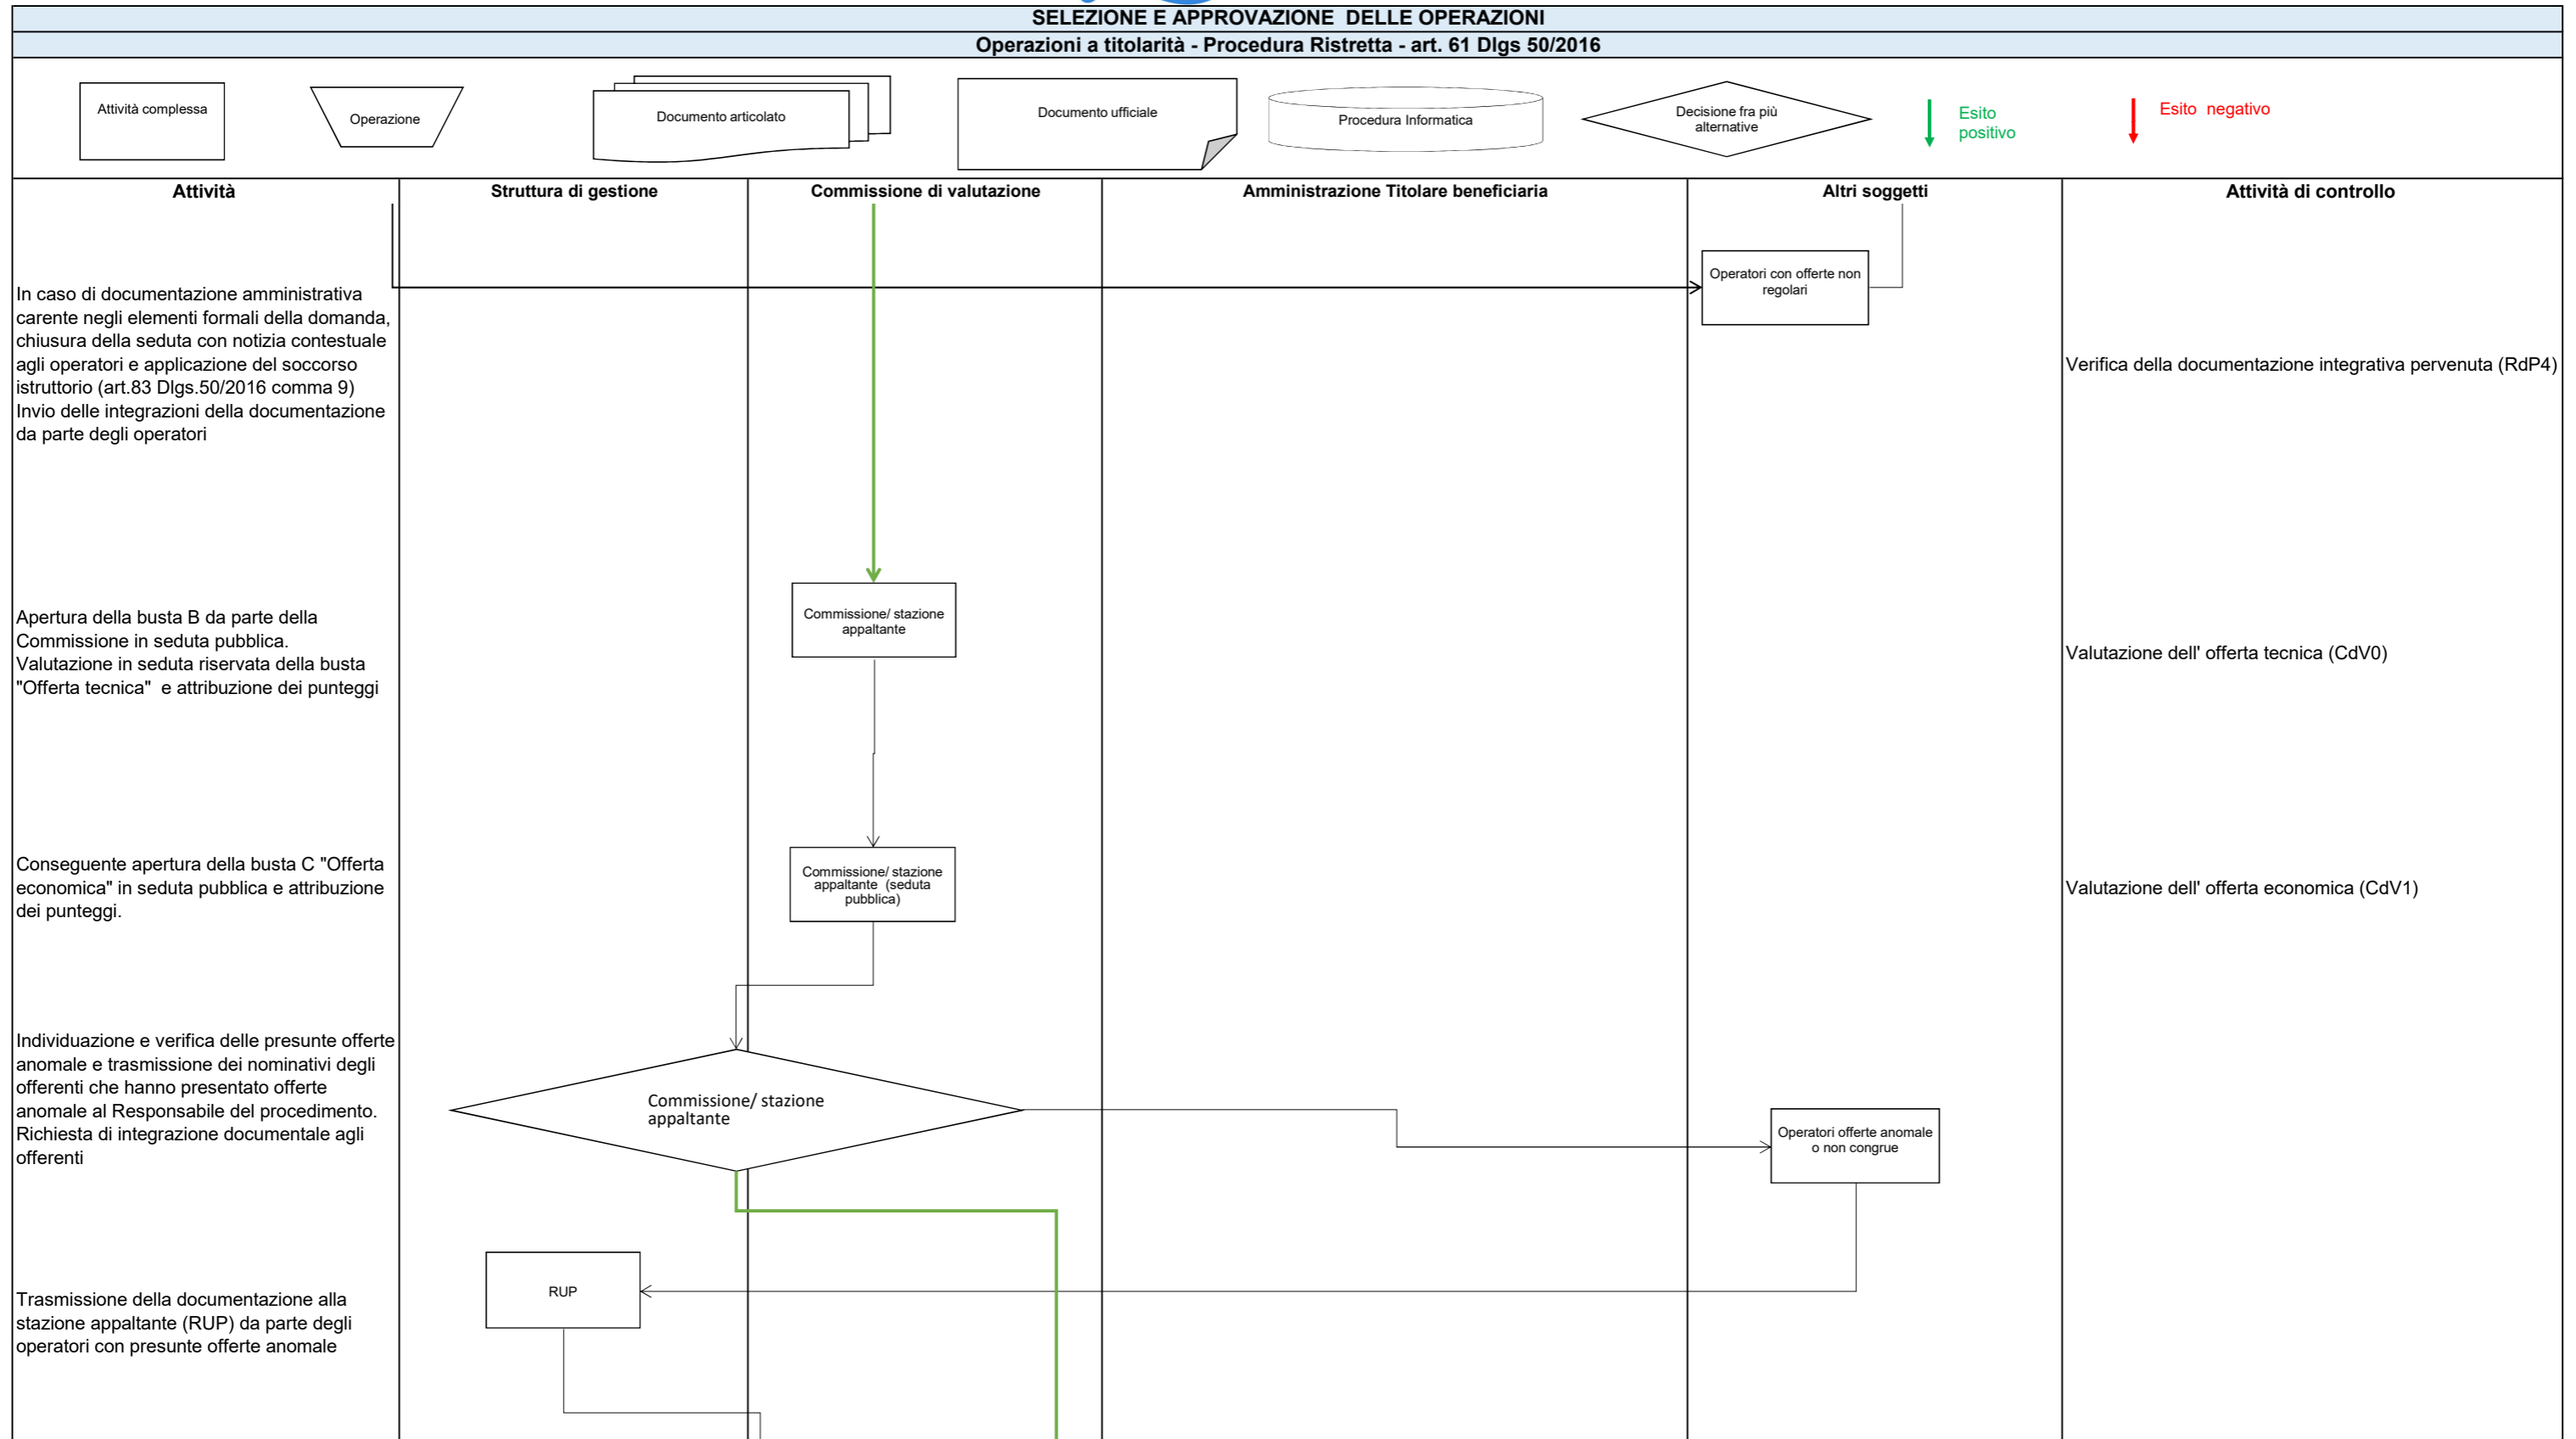 SELEZIONE E APPROVAZIONE  DELLE OPERAZIONI
Operazioni a titolarità - Procedura Ristretta - art. 61 Dlgs 50/2016
Attività complessa
Operazione
Documento articolato
Documento ufficiale
Procedura Informatica
Decisione fra più
alternative
Esito
positivo
Esito  negativo
Attività
Struttura di gestione
Commissione di valutazione
Amministrazione Titolare beneficiaria
Altri soggetti
Attività di controllo
Operatori con offerte non
regolari
In caso di documentazione amministrativa
carente negli elementi formali della domanda,
chiusura della seduta con notizia contestuale
agli operatori e applicazione del soccorso
istruttorio (art.83 Dlgs.50/2016 comma 9)
Invio delle integrazioni della documentazione
da parte degli operatori
Verifica della documentazione integrativa pervenuta (RdP4)
Apertura della busta B da parte della
Commissione in seduta pubblica.
Valutazione in seduta riservata della busta
"Offerta tecnica"  e attribuzione dei punteggi
Commissione/ stazione
appaltante
Valutazione dell' offerta tecnica (CdV0)
Conseguente apertura della busta C "Offerta
economica" in seduta pubblica e attribuzione
dei punteggi.
Commissione/ stazione
appaltante  (seduta
pubblica)
Valutazione dell' offerta economica (CdV1)
Individuazione e verifica delle presunte offerte
anomale e trasmissione dei nominativi degli
offerenti che hanno presentato offerte
anomale al Responsabile del procedimento.
Richiesta di integrazione documentale agli
offerenti
Commissione/ stazione
appaltante
Operatori offerte anomale
o non congrue
Trasmissione della documentazione alla
stazione appaltante (RUP) da parte degli
operatori con presunte offerte anomale
RUP